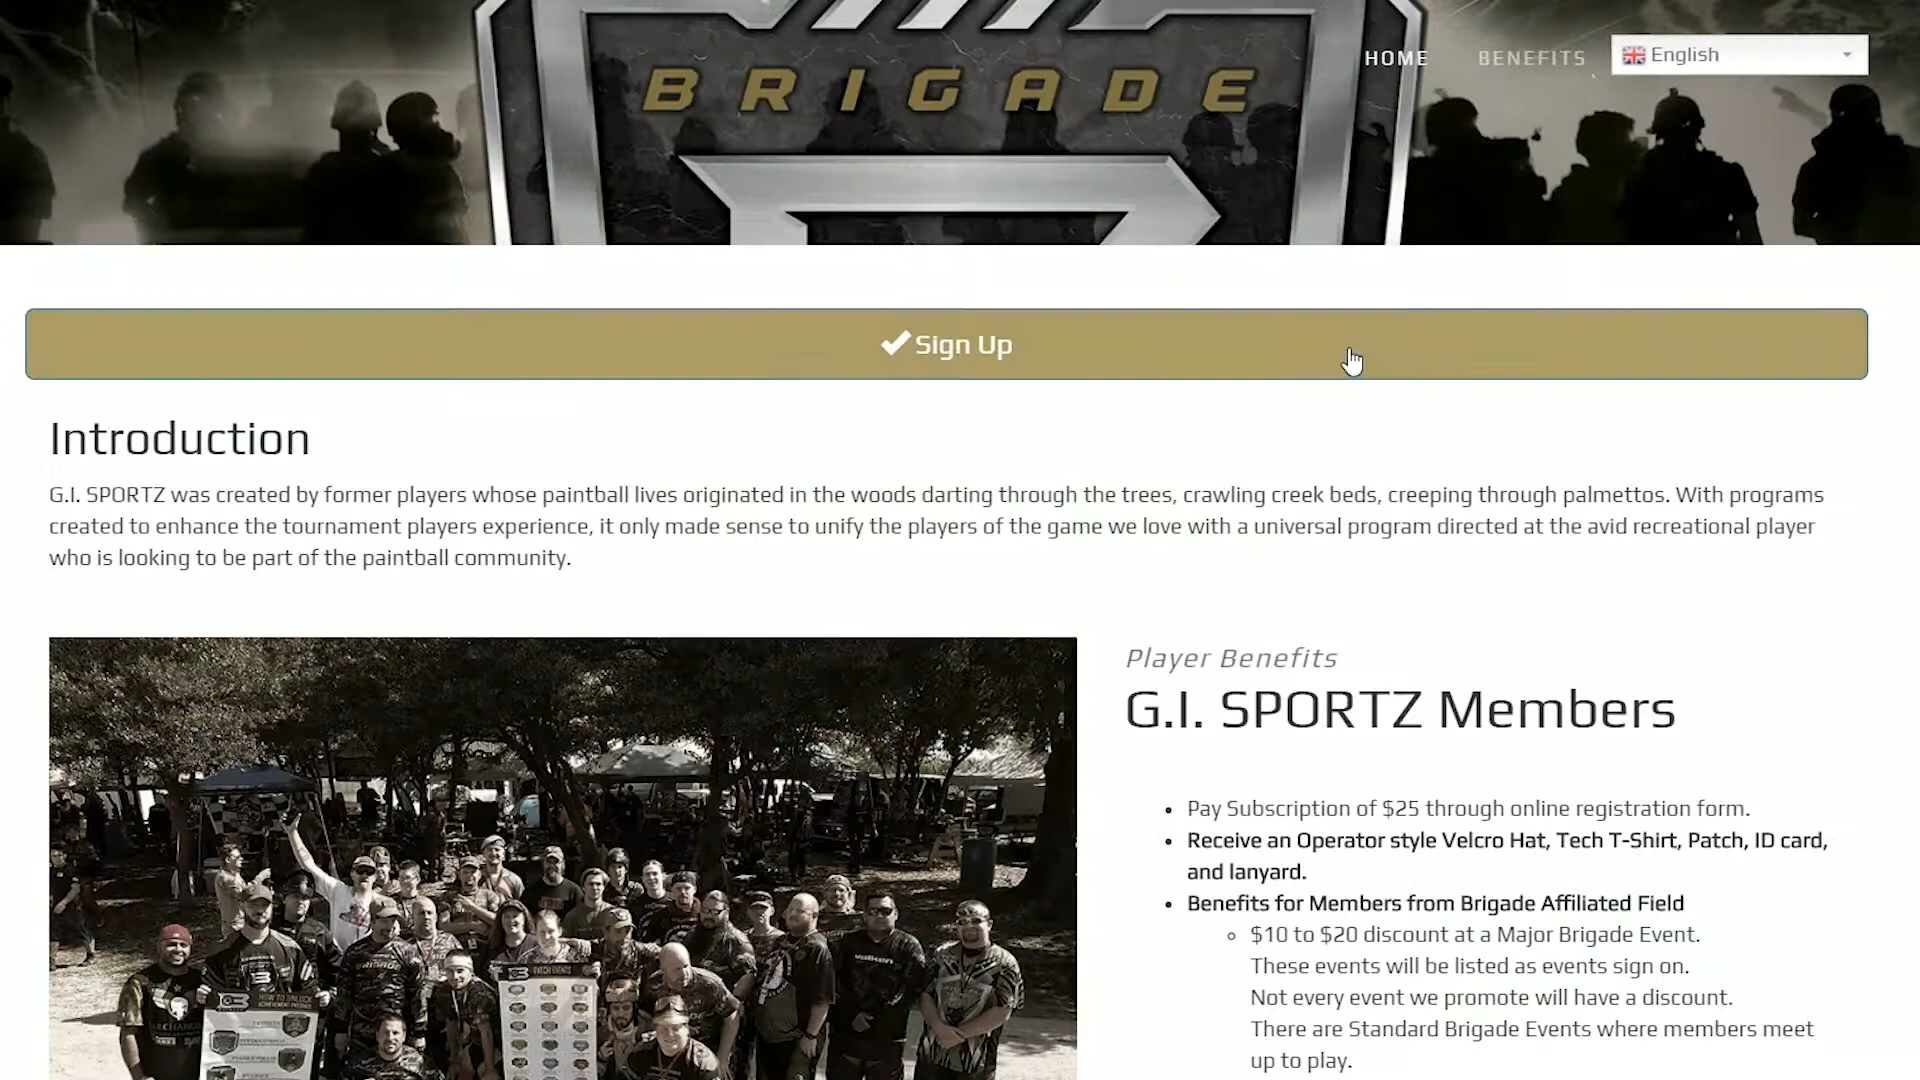 BRIGADE
HOME
BENEFITS
English
Sign Up
Introduction
G.I. SPORTZ was created by former players whose paintball lives originated in the woods darting through the trees, crawling creek beds, creeping through palmettos. With programs
created to enhance the tournament players experience, it only made sense to unify the players of the game we love with a universal program directed at the avid recreational player
who is looking to be part of the paintball community.
Player Benefits
G.I. SPORTZ Members
Pay Subscription of $25 through online registration form.
Receive an Operator style Velcro Hat, Tech T-Shirt, Patch, ID card,
and lanyard.
Benefits for Members from Brigade Affiliated Field
$10 to $20 discount at a Major Brigade Event.
These events will be listed as events sign on.
Not every event we promote will have a discount.
There are Standard Brigade Events where members meet
up to play.
PATCH EVENTS
HOW TO UNLOCK
ACHIEVEMENT PATCHES